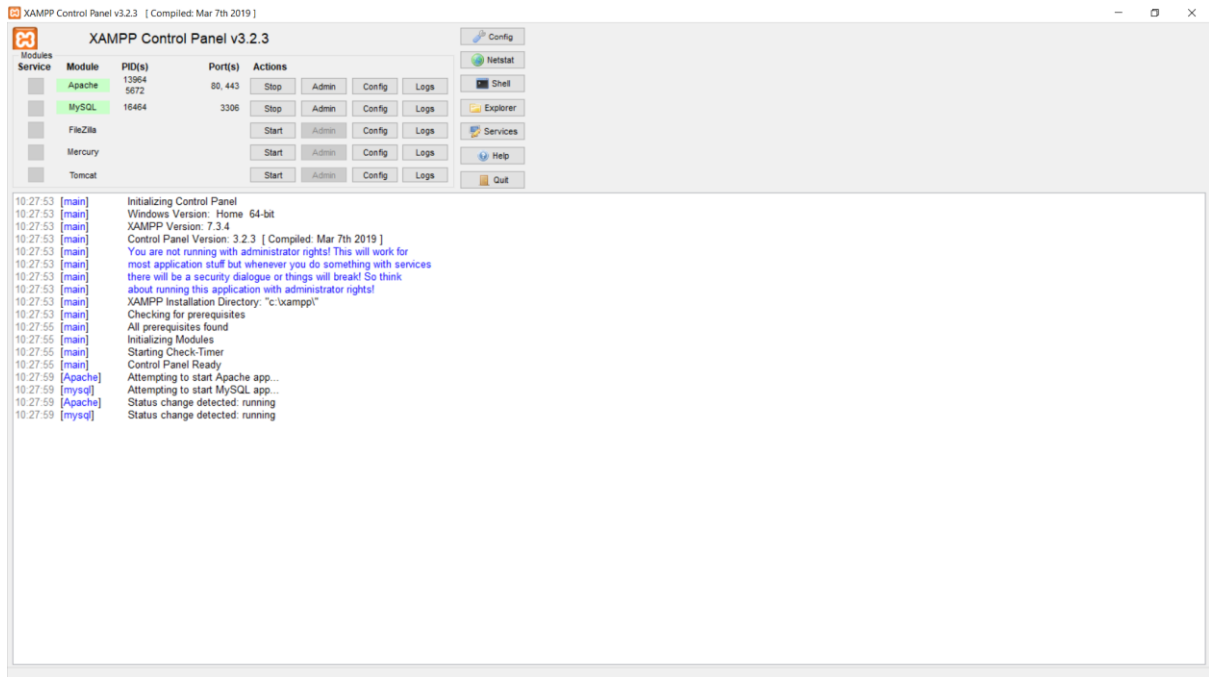 XAMPP Control Panel v3.2.3 [ Compiled: Mar 7th 2019 ]
XAMPP Control Panel v3.2.3
Config
Modules
Netstat
Service Module PID(s) Port(s) Actions
Apache 13964 5672 80, 443 Stop Admin Config Logs
Shell
MySQL 16464 3306 Stop Admin Config Logs
Explorer
FileZilla Start Admin Config Logs
Services
Mercury Start Admin Config Logs
Help
Tomcat Start Admin Config Logs
Quit
10:27:53 [main] Initializing Control Panel
10:27:53 [main] Windows Version: Home 64-bit
10:27:53 [main] XAMPP Version: 7.3.4
10:27:53 [main] Control Panel Version: 3.2.3 [ Compiled: Mar 7th 2019 ]
10:27:53 [main] You are not running with administrator rights! This will work for
10:27:53 [main] most application stuff but whenever you do something with services
10:27:53 [main] there will be a security dialogue or things will break! So think
10:27:53 [main] about running this application with administrator rights!
10:27:53 [main] XAMPP Installation Directory: "c:\xampp\"
10:27:53 [main] Checking for prerequisites
10:27:55 [main] All prerequisites found
10:27:55 [main] Initializing Modules
10:27:55 [main] Starting Check-Timer
10:27:55 [main] Control Panel Ready
10:27:59 [Apache] Attempting to start Apache app...
10:27:59 [mysql] Attempting to start MySQL app...
10:27:59 [Apache] Status change detected: running
10:27:59 [mysql] Status change detected: running